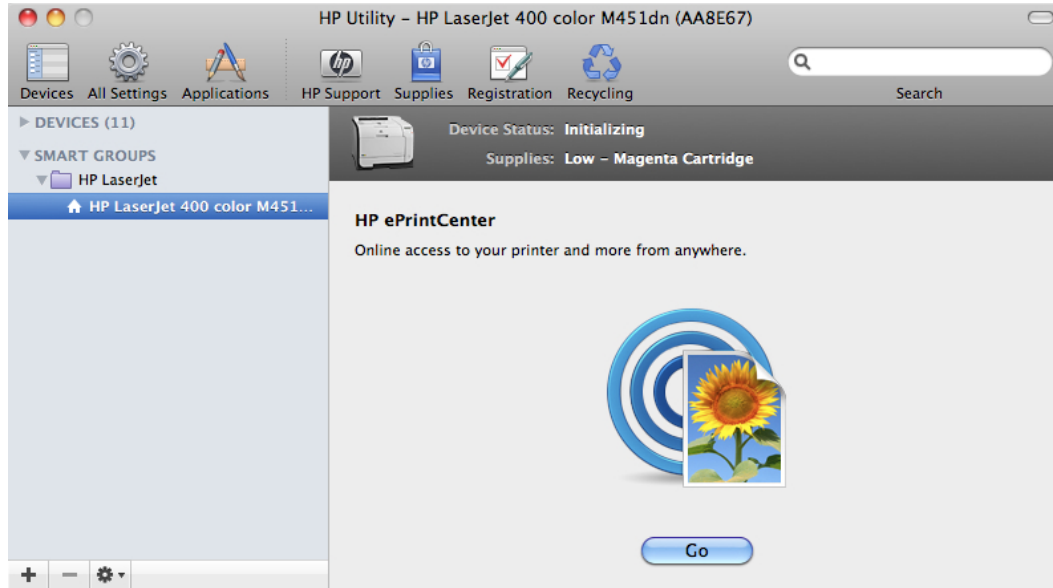 HP Utility – HP LaserJet 400 color M451dn (AA8E67)
hp
Devices All Settings Applications HP Support Supplies Registration Recycling Search
DEVICES (11)
SMART GROUPS
HP LaserJet
HP LaserJet 400 color M451...
Device Status: Initializing
Supplies: Low – Magenta Cartridge
HP ePrintCenter
Online access to your printer and more from anywhere.
Go